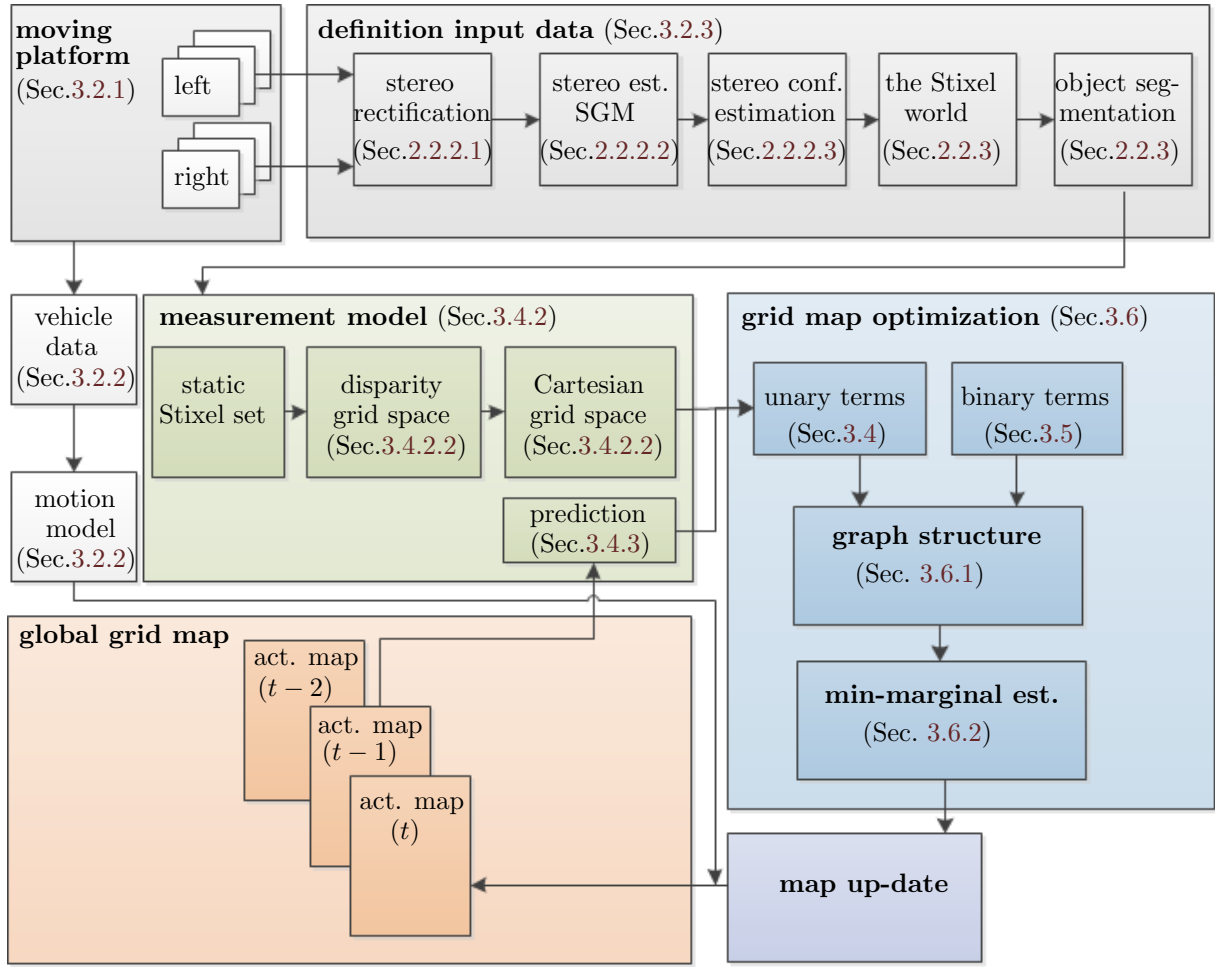 moving
platform
(Sec.3.2.1)
left
right
definition input data (Sec.3.2.3)
stereo
rectification
(Sec.2.2.2.1)
stereo est.
SGM
(Sec.2.2.2.2)
stereo conf.
estimation
(Sec.2.2.2.3)
the Stixel
world
(Sec.2.2.3)
object seg-
mentation
(Sec.2.2.3)
vehicle
data
(Sec.3.2.2)
motion
model
(Sec.3.2.2)
measurement model (Sec.3.4.2)
static
Stixel set
disparity
grid space
(Sec.3.4.2.2)
Cartesian
grid space
(Sec.3.4.2.2)
prediction
(Sec.3.4.3)
grid map optimization (Sec.3.6)
unary terms
(Sec.3.4)
binary terms
(Sec.3.5)
graph structure
(Sec. 3.6.1)
min-marginal est.
(Sec. 3.6.2)
global grid map
act. map
(t − 2)
act. map
(t − 1)
act. map
(t)
map up-date